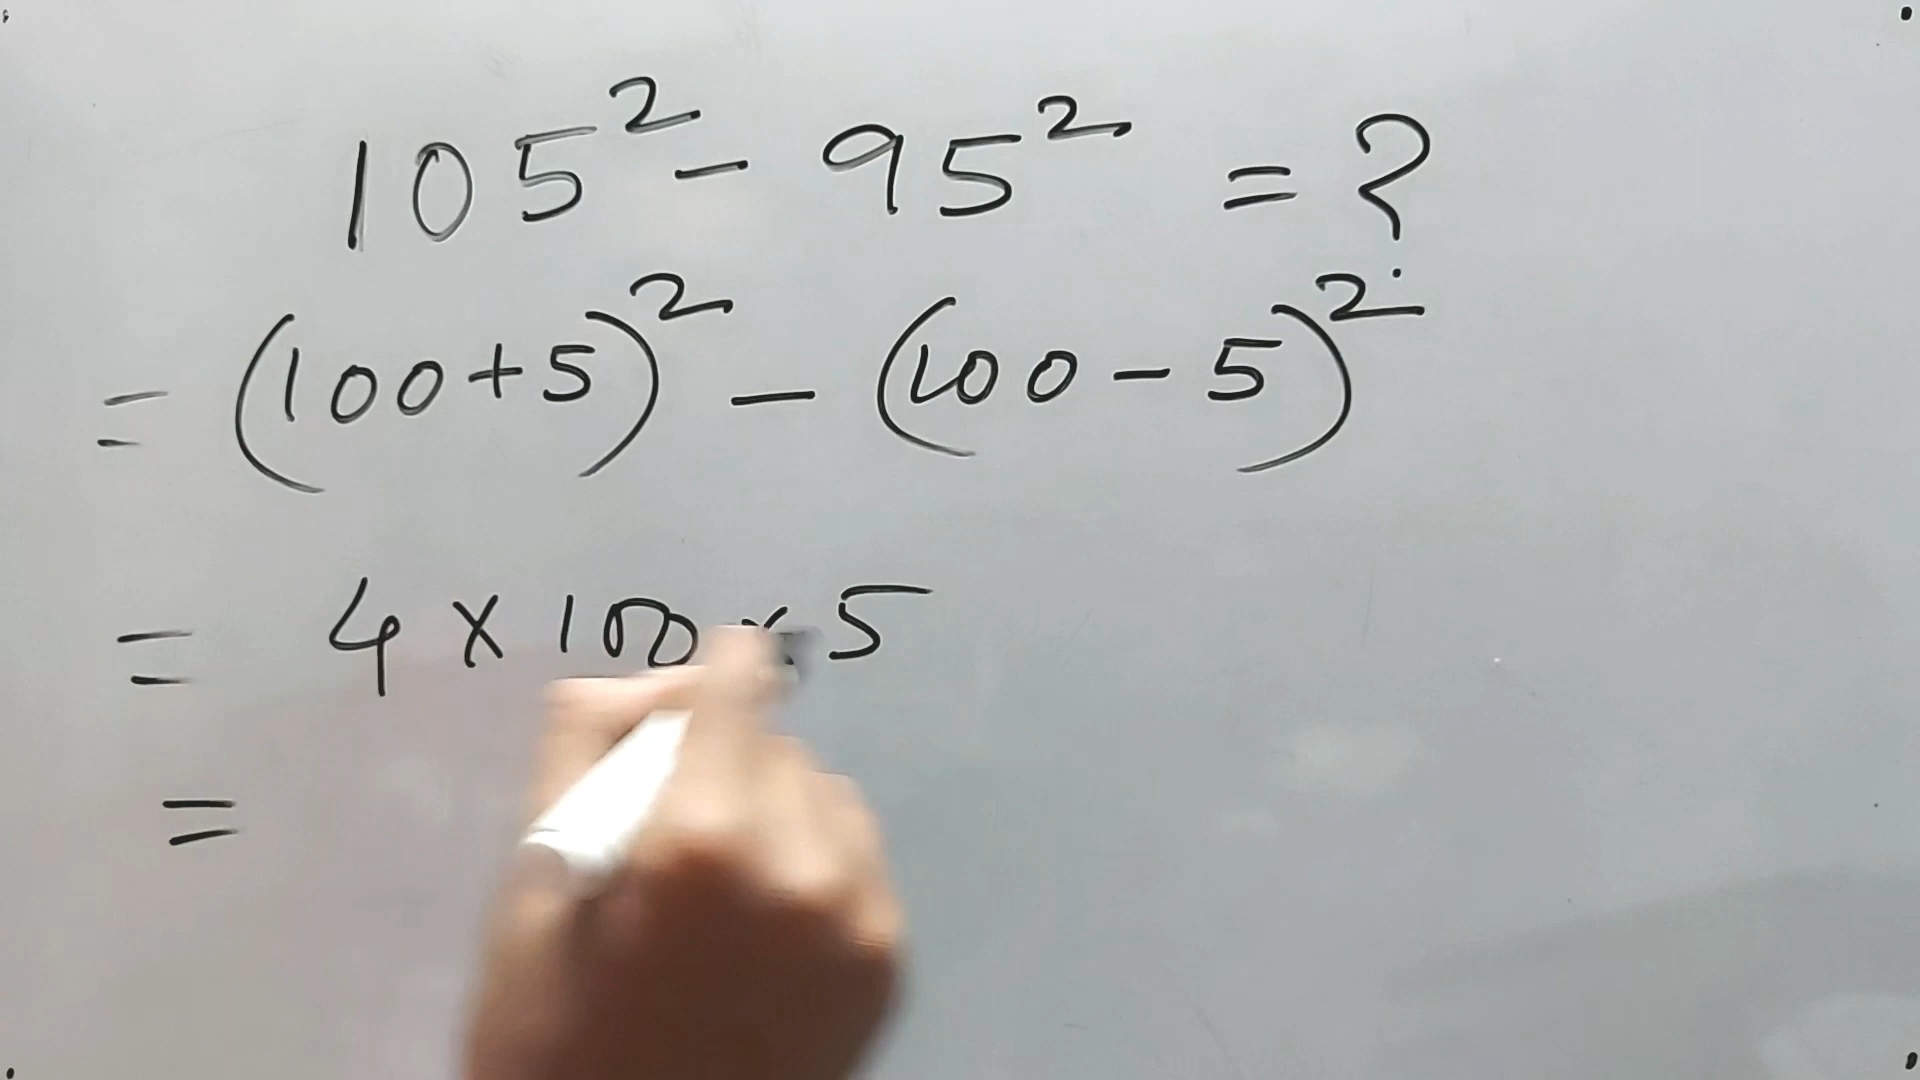 105² - 95² = ?
= (100+5)² - (100-5)²
= 4 × 100 × 5
=